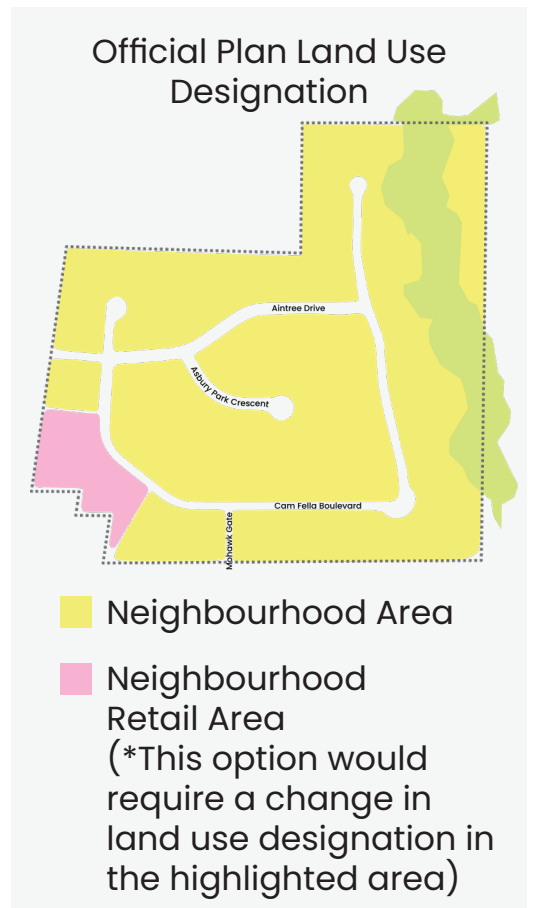 Official Plan Land Use
Designation
Aintree Drive
Asbury Park Crescent
Cam Fella Boulevard
Mohawk Gate
Neighbourhood Area
Neighbourhood
Retail Area
(*This option would
require a change in
land use designation in
the highlighted area)